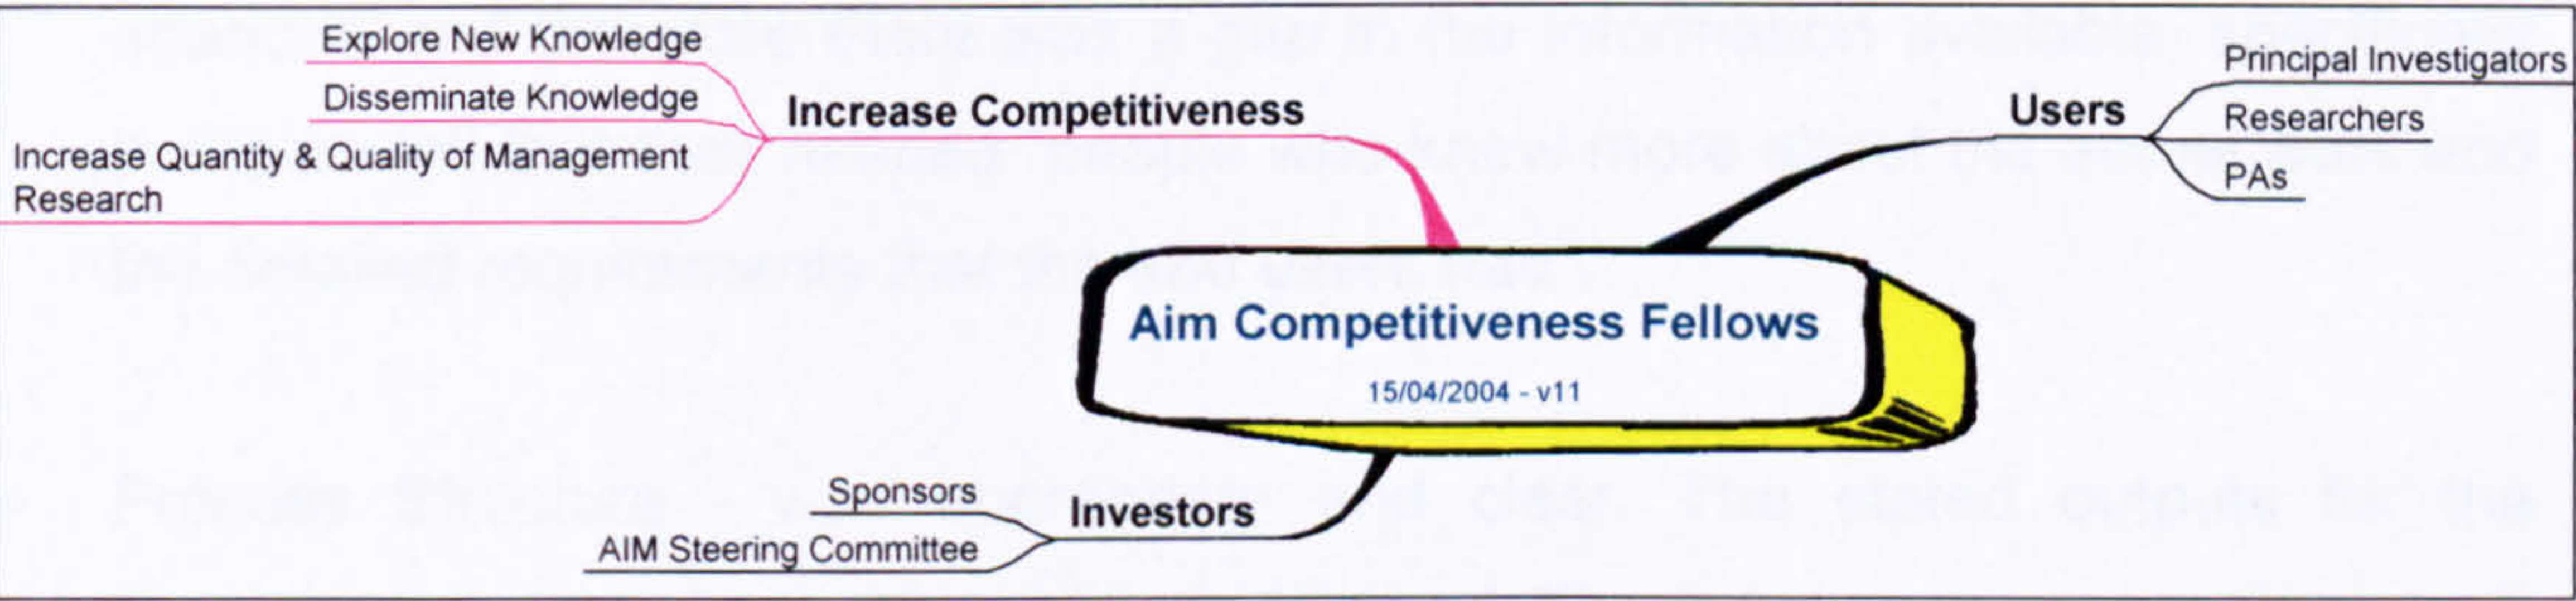 Explore New Knowledge
Disseminate Knowledge
Increase Quantity & Quality of Management
Research
Increase Competitiveness
Users
Principal Investigators
Researchers
PAs
Aim Competitiveness Fellows
15/04/2004 - v11
Sponsors
AIM Steering Committee
Investors